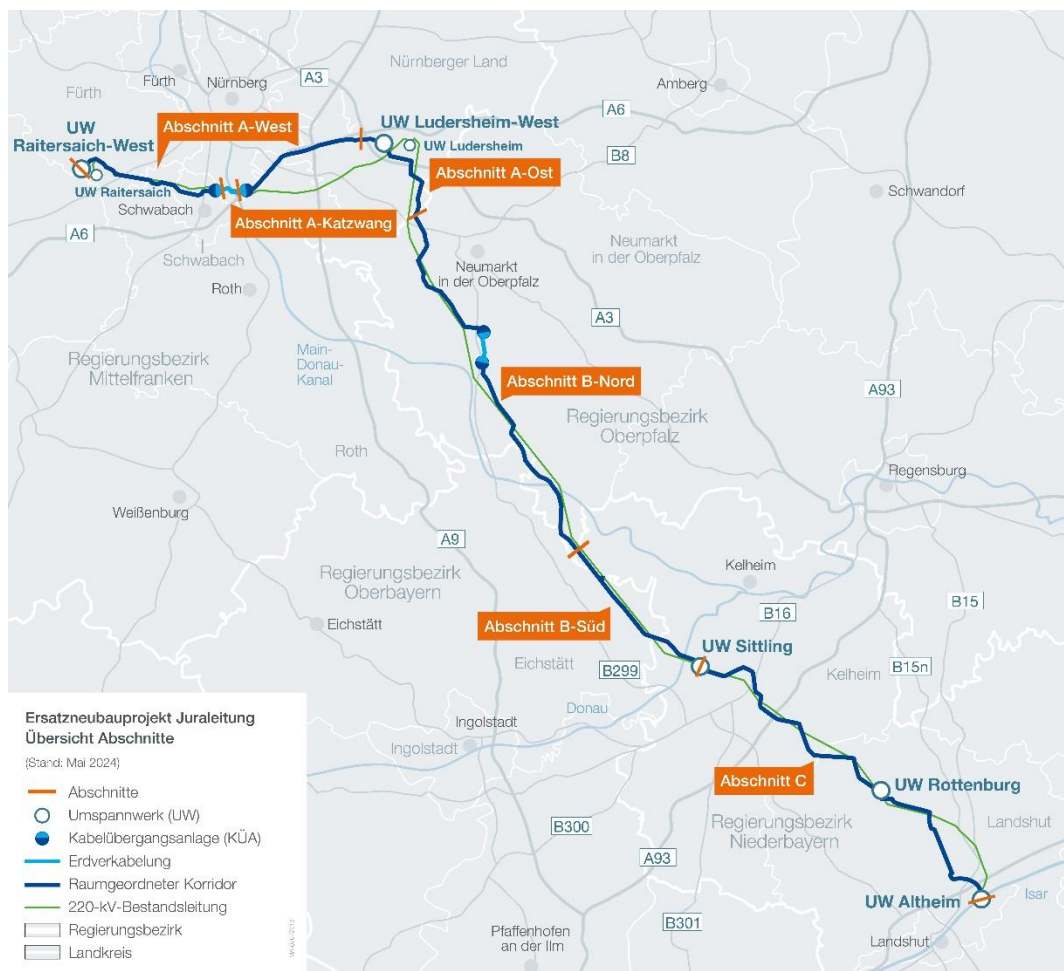 Fürth
Fürth
Nürnberg
A3
Nürnberger Land
Amberg
A6
UW
Raitersaich-West
Abschnitt A-West
UW Ludersheim-West
UW Ludersheim
B8
UW Raitersaich
Abschnitt A-Ost
Schwandorf
Schwabach
Abschnitt A-Katzwang
A6
Schwabach
Neumarkt
in der Oberpfalz
Neumarkt
in der Oberpfalz
Roth
A3
Regierungsbezirk
Mittelfranken
Main-
Donau-
Kanal
Abschnitt B-Nord
A93
Regierungsbezirk
Oberpfalz
Roth
Regensburg
Weißenburg
A9
Regierungsbezirk
Oberbayern
Kelheim
B16
B15
Eichstätt
Abschnitt B-Süd
UW Sittling
Eichstätt
B299
Kelheim
B15n
Donau
Ingolstadt
Ingolstadt
Abschnitt C
UW Rottenburg
Regierungsbezirk
Niederbayern
Landshut
B300
A93
UW Altheim
Isar
B301
Pfaffenhofen
an der Ilm
Landshut
Ersatzneubauprojekt Juraleitung
Übersicht Abschnitte
(Stand: Mai 2024)
Abschnitte
Umspannwerk (UW)
Kabelübergangsanlage (KÜA)
Erdverkabelung
Raumgeordneter Korridor
220-kV-Bestandsleitung
Regierungsbezirk
Landkreis